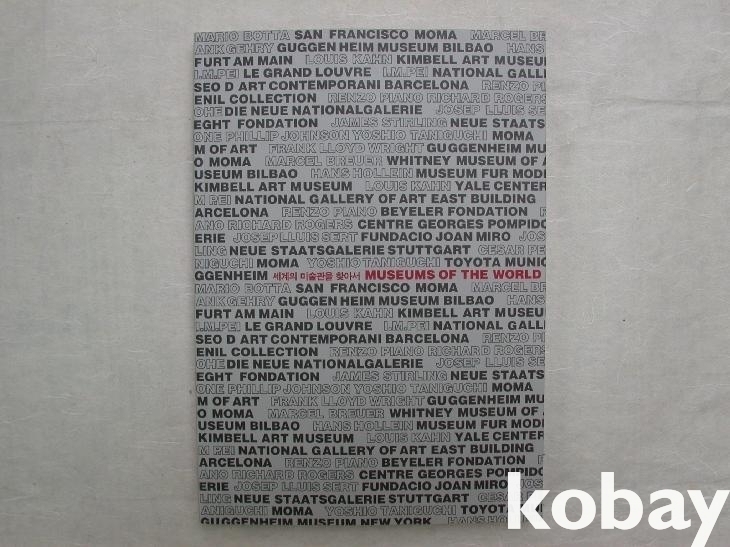 MARIO BOTTA SAN FRANCISCO MOMA MARCEL BR
ANK GEHRY GUGGEN HEIM MUSEUM BILBAO HANS
FURT AM MAIN LOUIS KAHN KIMBELL ART MUSEU
I.M.PEI LE GRAND LOUVRE I.M.PEI NATIONAL GALL
SEO D ART CONTEMPORANI BARCELONA RENZO PI
ENIL COLLECTION RENZO PIANO RICHARD ROGERS
OHE DIE NEUE NATIONALGALERIE JOSEP LLUIS SE
EGHT FONDATION JAMES STIRLING NEUE STAATS
ONE PHILLIP JOHNSON YOSHIO TANIGUCHI MOMA
M OF ART FRANK LLOYD WRIGHT GUGGENHEIM MU
O MOMA MARCEL BREUER WHITNEY MUSEUM OF A
USEUM BILBAO HANS HOLLEIN MUSEUM FUR MODI
KIMBELL ART MUSEUM LOUIS KAHN YALE CENTER
M PEI NATIONAL GALLERY OF ART EAST BUILDING
ARCELONA RENZO PIANO BEYELER FONDATION F
ANO RICHARD ROGERS CENTRE GEORGES POMPIDO
ERIE JOSEP LLUIS SERT FUNDACIO JOAN MIRO JOS
LING NEUE STAATSGALERIE STUTTGART CESAR PE
NIGUCHI MOMA YOSHIO TANIGUCHI TOYOTA MUNIC
GGENHEIM 세계의 미술관을 찾아서 MUSEUMS OF THE WORLD
MARIO BOTTA SAN FRANCISCO MOMA MARCEL BR
ANK GEHRY GUGGEN HEIM MUSEUM BILBAO HANS
FURT AM MAIN LOUIS KAHN KIMBELL ART MUSEU
I.M.PEI LE GRAND LOUVRE I.M.PEI NATIONAL GALL
SEO D ART CONTEMPORANI BARCELONA RENZO PI
ENIL COLLECTION RENZO PIANO RICHARD ROGERS
OHE DIE NEUE NATIONALGALERIE JOSEP LLUIS SE
EGHT FONDATION JAMES STIRLING NEUE STAATS
ONE PHILLIP JOHNSON YOSHIO TANIGUCHI MOMA
M OF ART FRANK LLOYD WRIGHT GUGGENHEIM MU
O MOMA MARCEL BREUER WHITNEY MUSEUM OF A
USEUM BILBAO HANS HOLLEIN MUSEUM FUR MODI
KIMBELL ART MUSEUM LOUIS KAHN YALE CENTER
M PEI NATIONAL GALLERY OF ART EAST BUILDING
ARCELONA RENZO PIANO BEYELER FONDATION F
ANO RICHARD ROGERS CENTRE GEORGES POMPIDO
ERIE JOSEP LLUIS SERT FUNDACIO JOAN MIRO JOS
LING NEUE STAATSGALERIE STUTTGART CESAR P
ANIGUCHI MOMA YOSHIO TANIGUCHI TOYOTA
GUGGENHEIM MUSEUM NEW YORK HANS HO
kobay